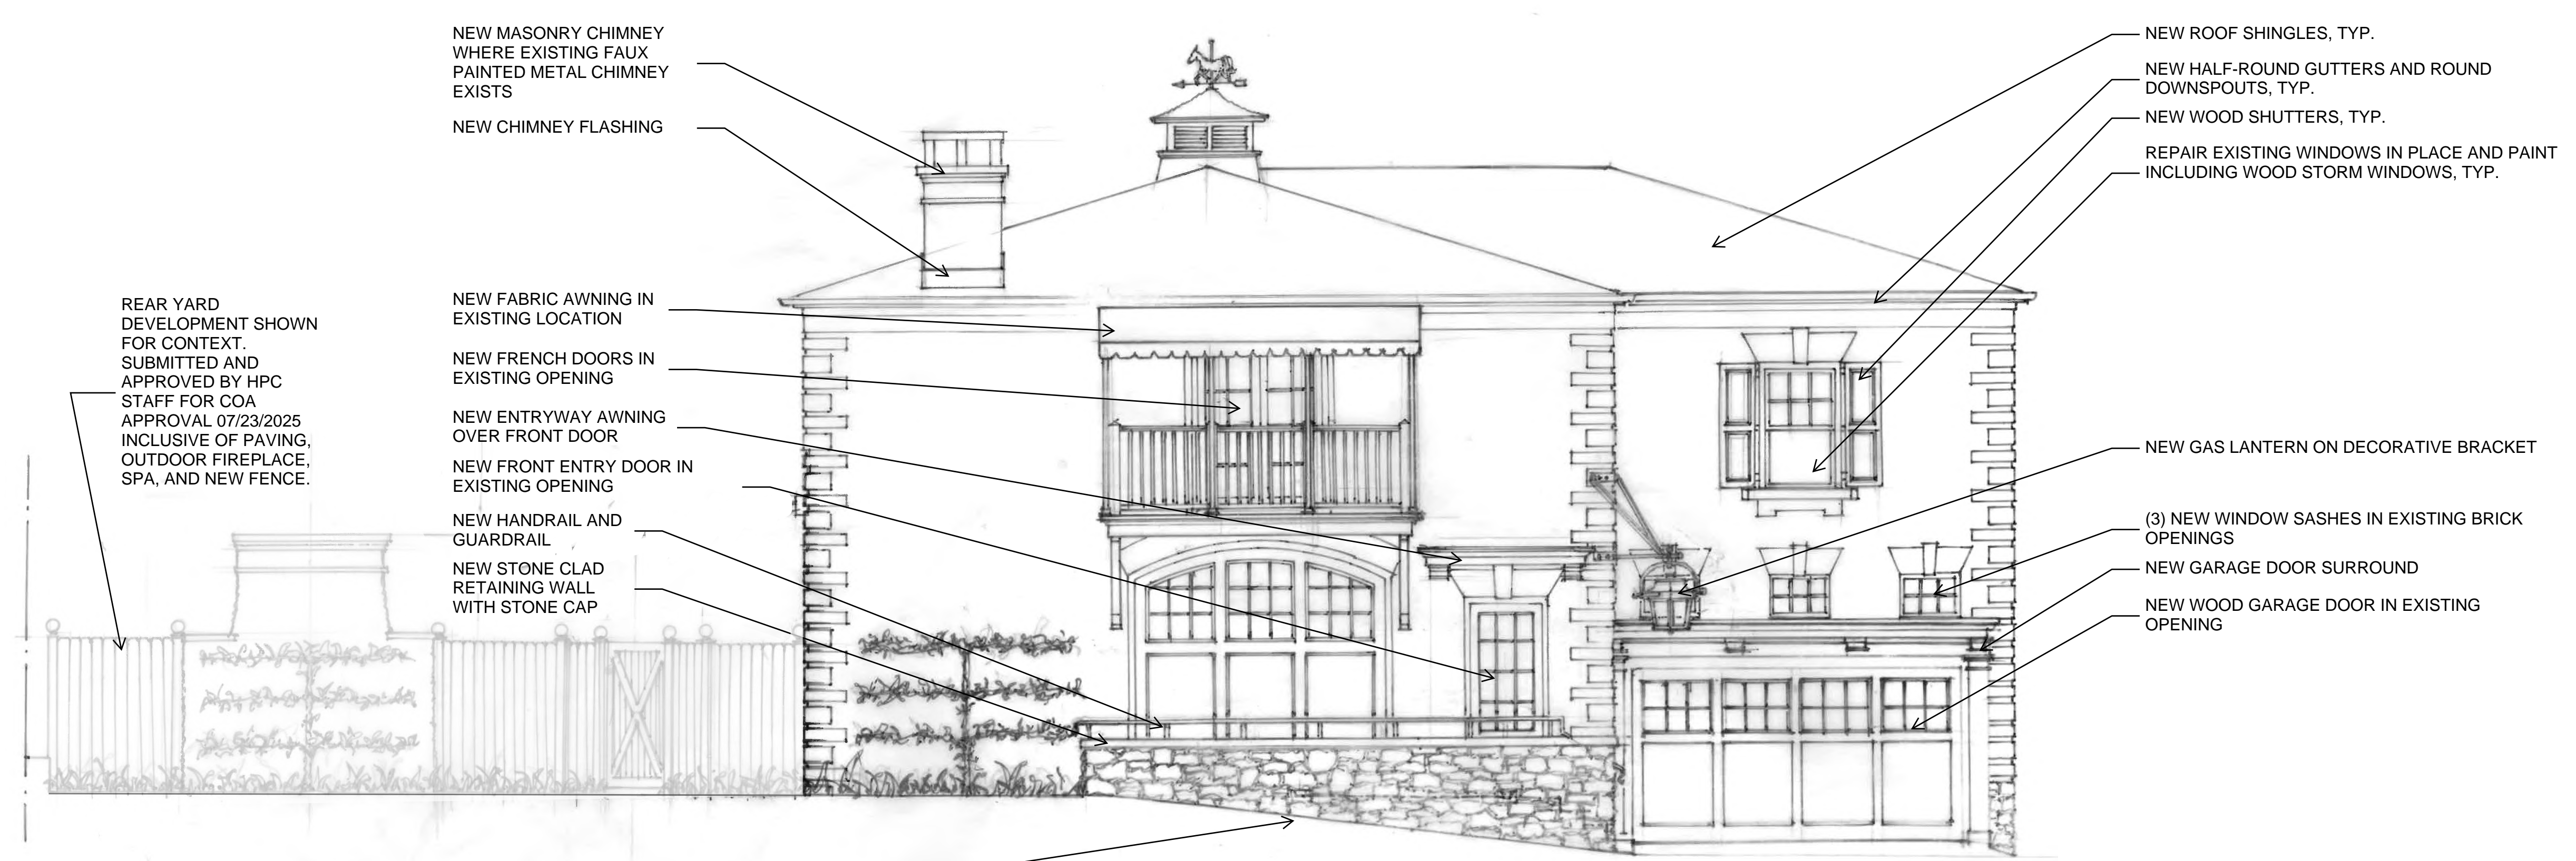 NEW MASONRY CHIMNEY
WHERE EXISTING FAUX
PAINTED METAL CHIMNEY
EXISTS
NEW CHIMNEY FLASHING
REAR YARD
DEVELOPMENT SHOWN
FOR CONTEXT.
SUBMITTED AND
APPROVED BY HPC
STAFF FOR COA
APPROVAL 07/23/2025
INCLUSIVE OF PAVING,
OUTDOOR FIREPLACE,
SPA, AND NEW FENCE.
NEW FABRIC AWNING IN
EXISTING LOCATION
NEW FRENCH DOORS IN
EXISTING OPENING
NEW ENTRYWAY AWNING
OVER FRONT DOOR
NEW FRONT ENTRY DOOR IN
EXISTING OPENING
NEW HANDRAIL AND
GUARDRAIL
NEW STONE CLAD
RETAINING WALL
WITH STONE CAP
NEW ROOF SHINGLES, TYP.
NEW HALF-ROUND GUTTERS AND ROUND
DOWNSPOUTS, TYP.
NEW WOOD SHUTTERS, TYP.
REPAIR EXISTING WINDOWS IN PLACE AND PAINT
INCLUDING WOOD STORM WINDOWS, TYP.
NEW GAS LANTERN ON DECORATIVE BRACKET
(3) NEW WINDOW SASHES IN EXISTING BRICK
OPENINGS
NEW GARAGE DOOR SURROUND
NEW WOOD GARAGE DOOR IN EXISTING
OPENING